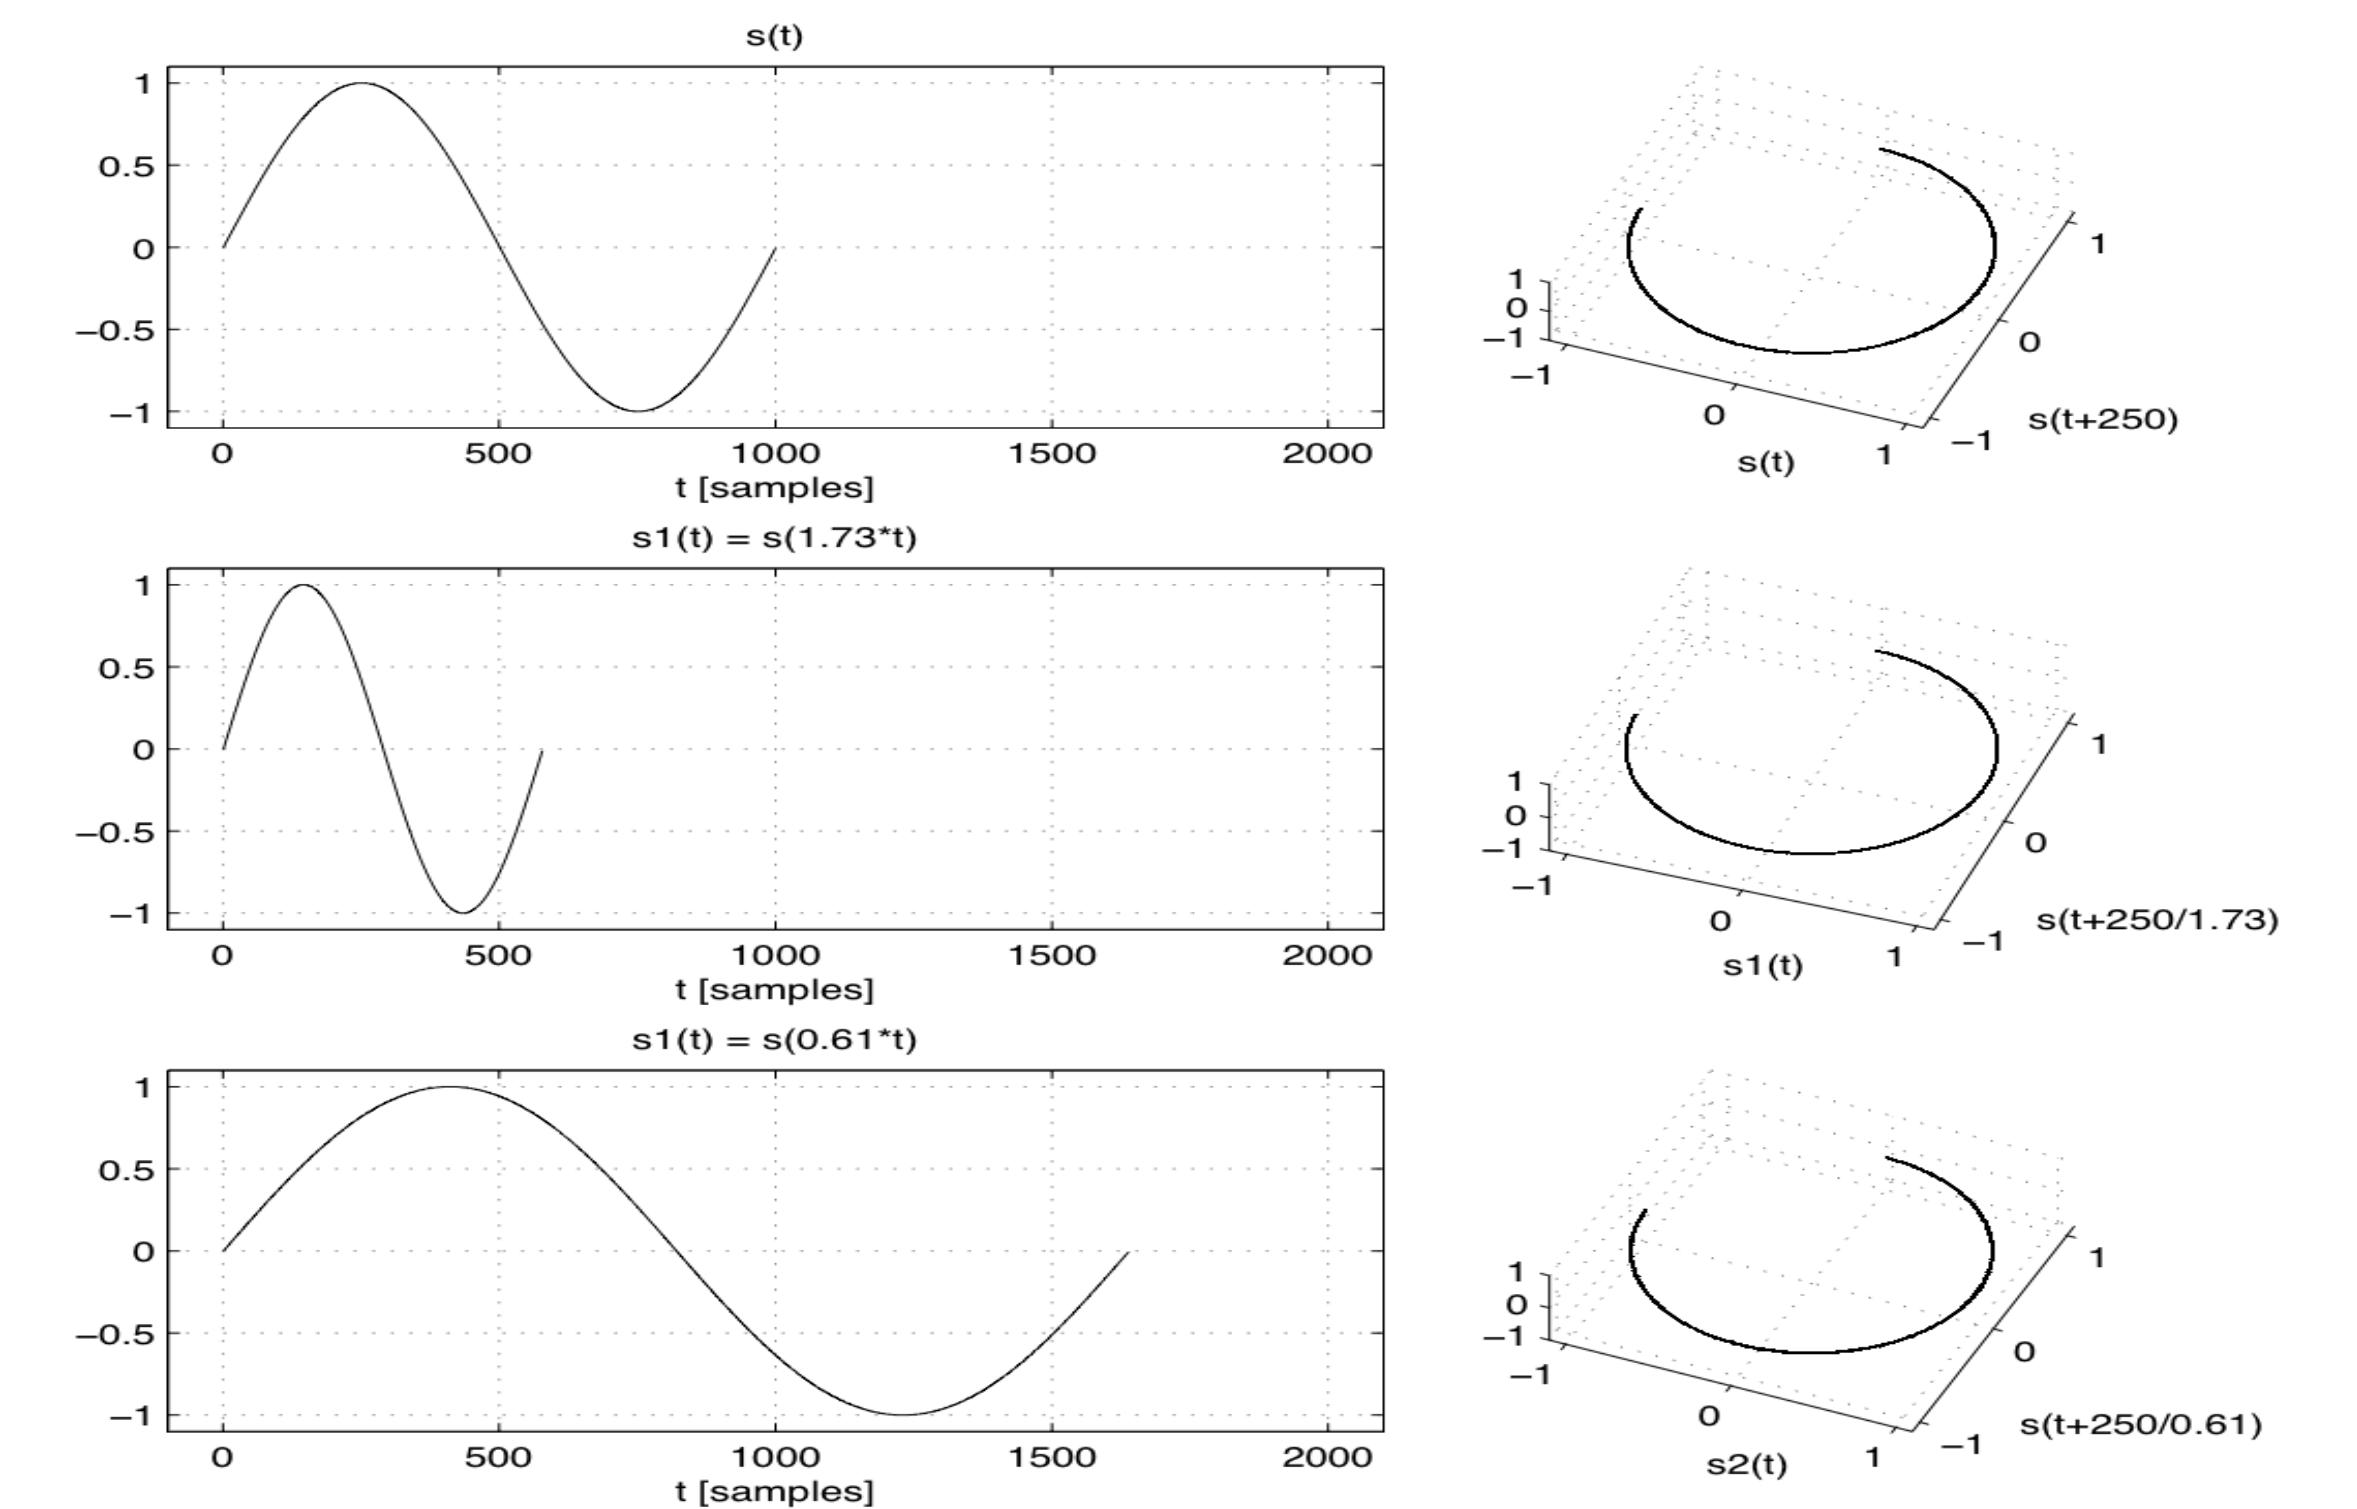 s(t)
1
0.5
0
−0.5
−1
0 500 1000 1500 2000
t [samples]
1
0
−1
−1 0 1
s(t)
−1 0 1
s(t+250)
s1(t) = s(1.73*t)
1
0.5
0
−0.5
−1
0 500 1000 1500 2000
t [samples]
1
0
−1
−1 0 1
s1(t)
−1 0 1
s(t+250/1.73)
s1(t) = s(0.61*t)
1
0.5
0
−0.5
−1
0 500 1000 1500 2000
t [samples]
1
0
−1
−1 0 1
s2(t)
−1 0 1
s(t+250/0.61)